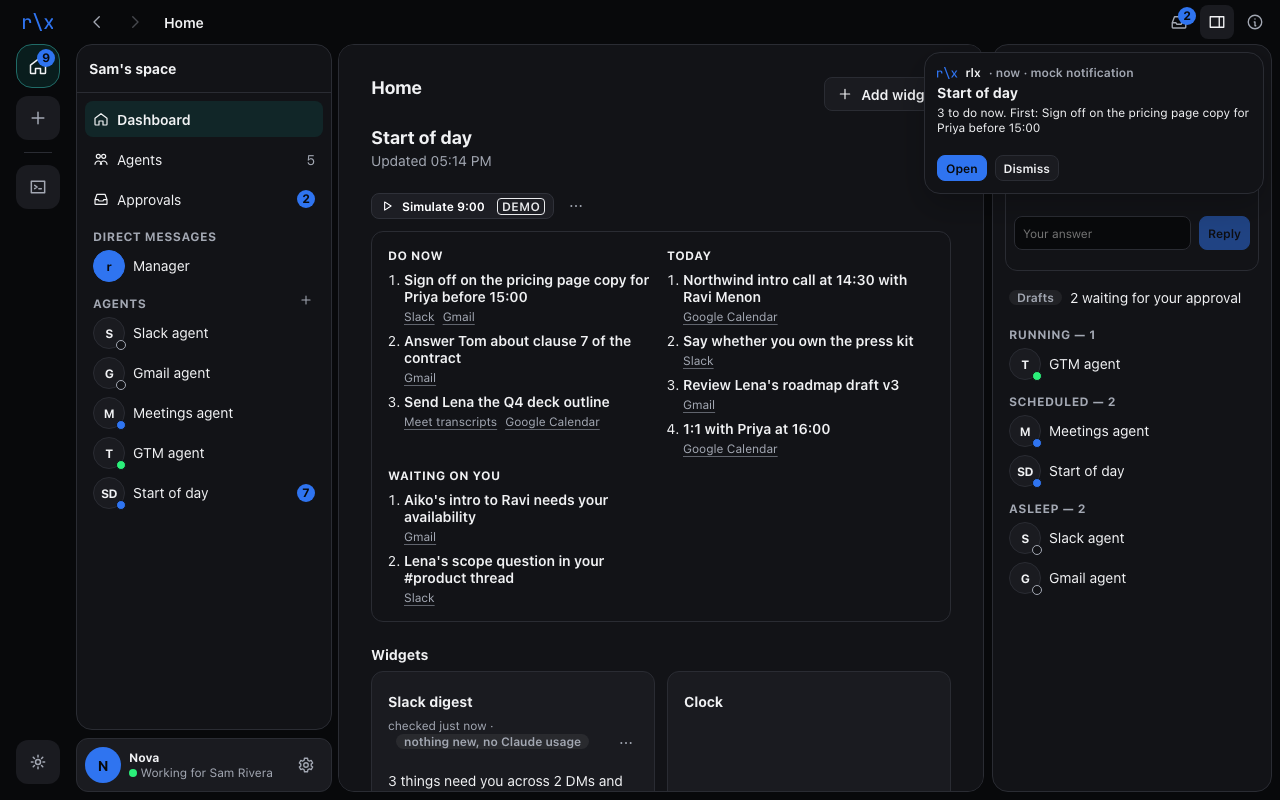 r\x
Home
2
9
Sam's space
Dashboard
Agents
5
Approvals
2
DIRECT MESSAGES
r
Manager
AGENTS
S
Slack agent
G
Gmail agent
M
Meetings agent
T
GTM agent
SD
Start of day
7
N
Nova
Working for Sam Rivera
Home
Add widg
Start of day
Updated 05:14 PM
Simulate 9:00 DEMO
DO NOW
1. Sign off on the pricing page copy for
Priya before 15:00
Slack Gmail
2. Answer Tom about clause 7 of the
contract
Gmail
3. Send Lena the Q4 deck outline
Meet transcripts Google Calendar
TODAY
1. Northwind intro call at 14:30 with
Ravi Menon
Google Calendar
2. Say whether you own the press kit
Slack
3. Review Lena's roadmap draft v3
Gmail
4. 1:1 with Priya at 16:00
Google Calendar
WAITING ON YOU
1. Aiko's intro to Ravi needs your
availability
Gmail
2. Lena's scope question in your
#product thread
Slack
Widgets
Slack digest
checked just now ·
nothing new, no Claude usage
3 things need you across 2 DMs and
Clock
r\x rlx · now · mock notification
Start of day
3 to do now. First: Sign off on the pricing page copy for
Priya before 15:00
Open Dismiss
Your answer
Reply
Drafts 2 waiting for your approval
RUNNING — 1
T
GTM agent
SCHEDULED — 2
M
Meetings agent
SD
Start of day
ASLEEP — 2
S
Slack agent
G
Gmail agent